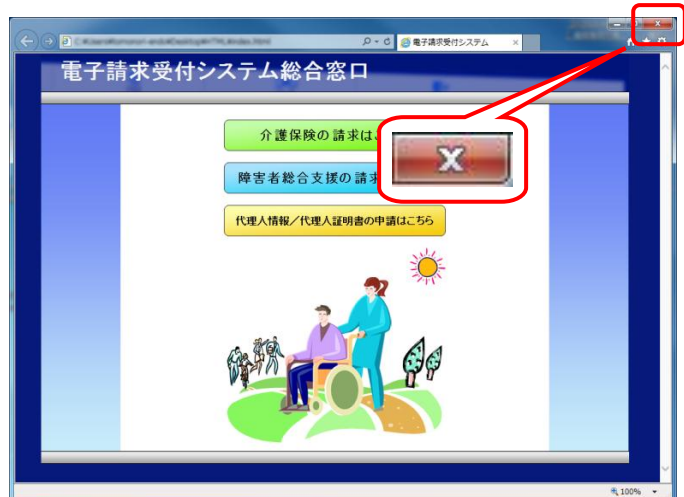 電子請求受付システム
電子請求受付システム総合窓口
介護保険の請求は
障害者総合支援の請求
代理人情報/代理人証明書の申請はこちら
100%